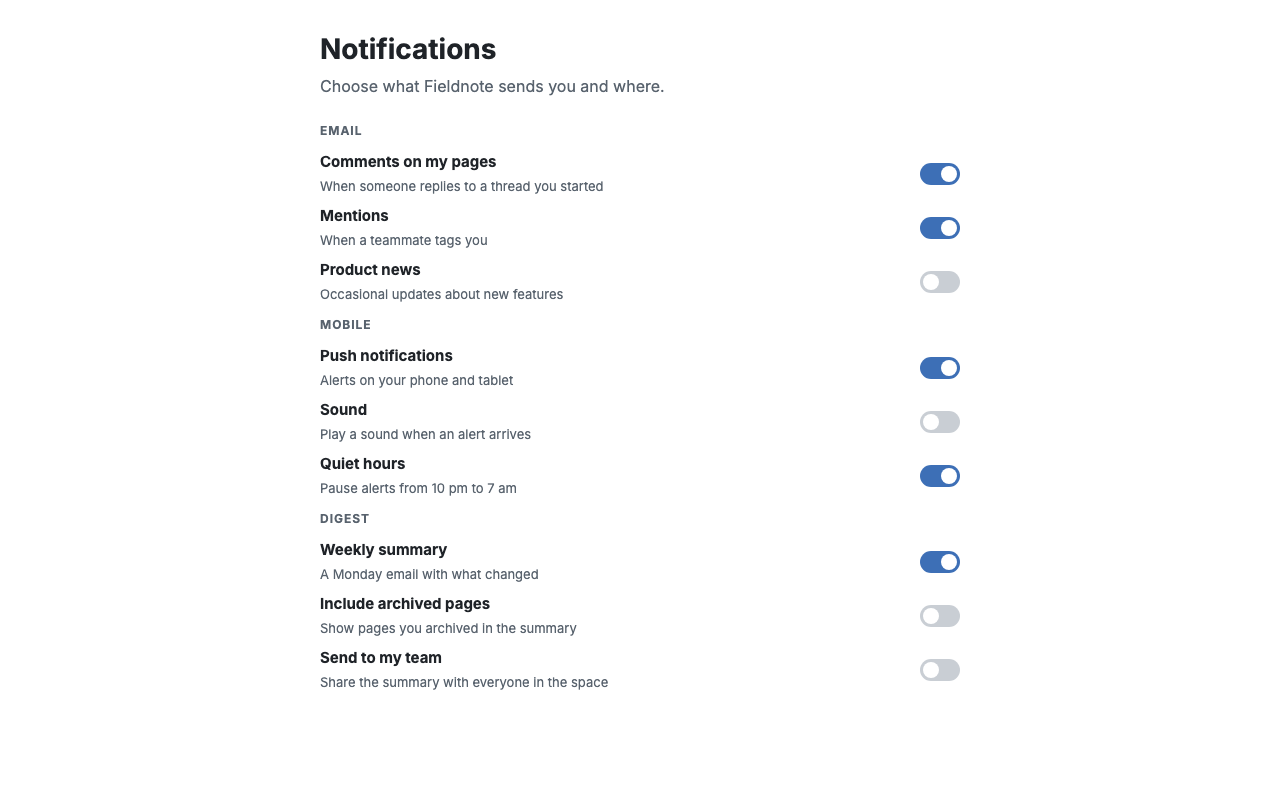 Notifications
Choose what Fieldnote sends you and where.
EMAIL
Comments on my pages
When someone replies to a thread you started
Mentions
When a teammate tags you
Product news
Occasional updates about new features
MOBILE
Push notifications
Alerts on your phone and tablet
Sound
Play a sound when an alert arrives
Quiet hours
Pause alerts from 10 pm to 7 am
DIGEST
Weekly summary
A Monday email with what changed
Include archived pages
Show pages you archived in the summary
Send to my team
Share the summary with everyone in the space